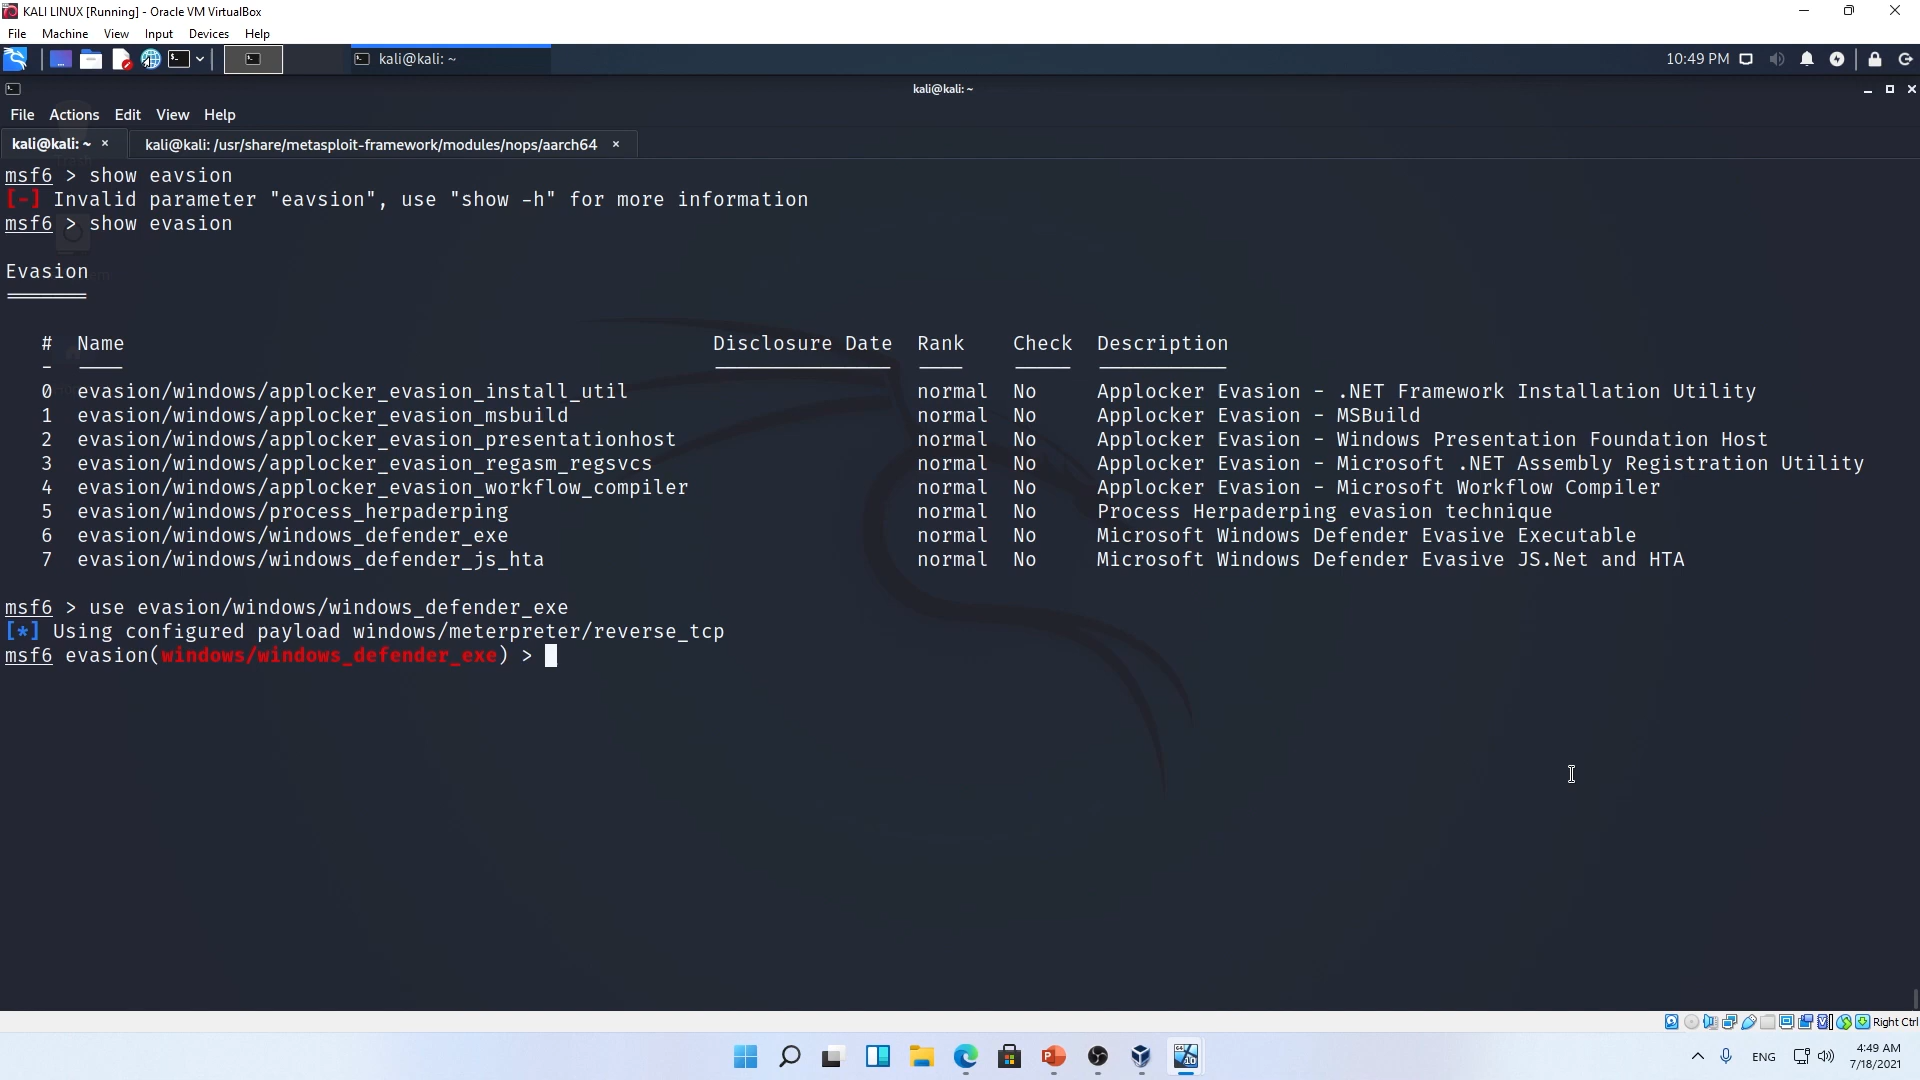 KALI LINUX [Running] - Oracle VM VirtualBox
File Machine View Input Devices Help
kali@kali: ~
10:49 PM
kali@kali: ~
File Actions Edit View Help
kali@kali: ~ × kali@kali: /usr/share/metasploit-framework/modules/nops/aarch64 ×
msf6 > show eavsion
[-] Invalid parameter "eavsion", use "show -h" for more information
msf6 > show evasion
Evasion
=======
# Name Disclosure Date Rank Check Description
- ---- --------------- ---- ----- -----------
0 evasion/windows/applocker_evasion_install_util normal No Applocker Evasion - .NET Framework Installation Utility
1 evasion/windows/applocker_evasion_msbuild normal No Applocker Evasion - MSBuild
2 evasion/windows/applocker_evasion_presentationhost normal No Applocker Evasion - Windows Presentation Foundation Host
3 evasion/windows/applocker_evasion_regasm_regsvcs normal No Applocker Evasion - Microsoft .NET Assembly Registration Utility
4 evasion/windows/applocker_evasion_workflow_compiler normal No Applocker Evasion - Microsoft Workflow Compiler
5 evasion/windows/process_herpaderping normal No Process Herpaderping evasion technique
6 evasion/windows/windows_defender_exe normal No Microsoft Windows Defender Evasive Executable
7 evasion/windows/windows_defender_js_hta normal No Microsoft Windows Defender Evasive JS.Net and HTA
msf6 > use evasion/windows/windows_defender_exe
[*] Using configured payload windows/meterpreter/reverse_tcp
msf6 evasion(windows/windows_defender_exe) >
Right Ctrl
ENG
4:49 AM
7/18/2021